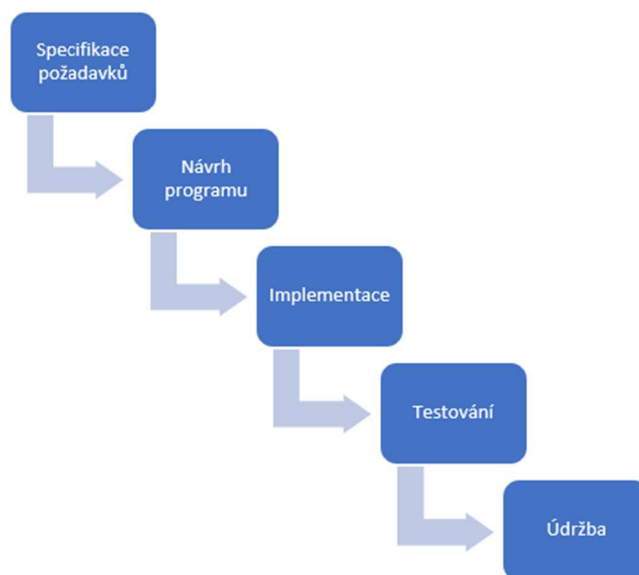 Specifikace
požadavků
Návrh
programu
Implementace
Testování
Údržba